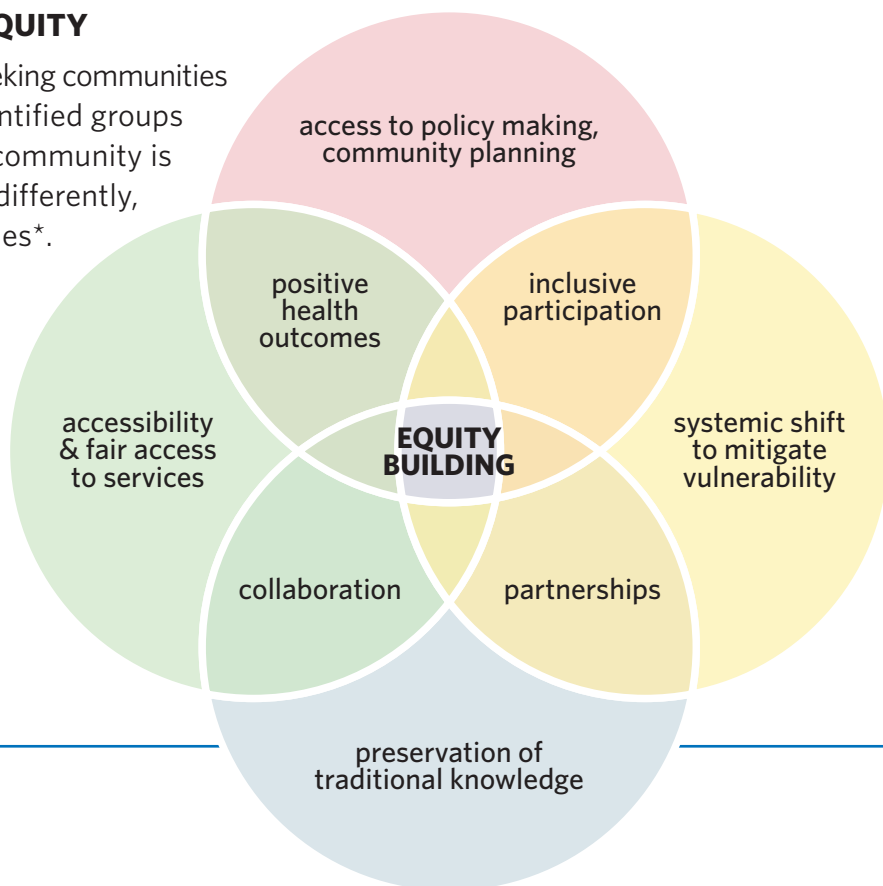 QUITY
eking communities
ntified groups
community is
differently,
es*.
access to policy making,
community planning
positive
health
outcomes
inclusive
participation
accessibility
& fair access
to services
EQUITY
BUILDING
systemic shift
to mitigate
vulnerability
collaboration
partnerships
preservation of
traditional knowledge